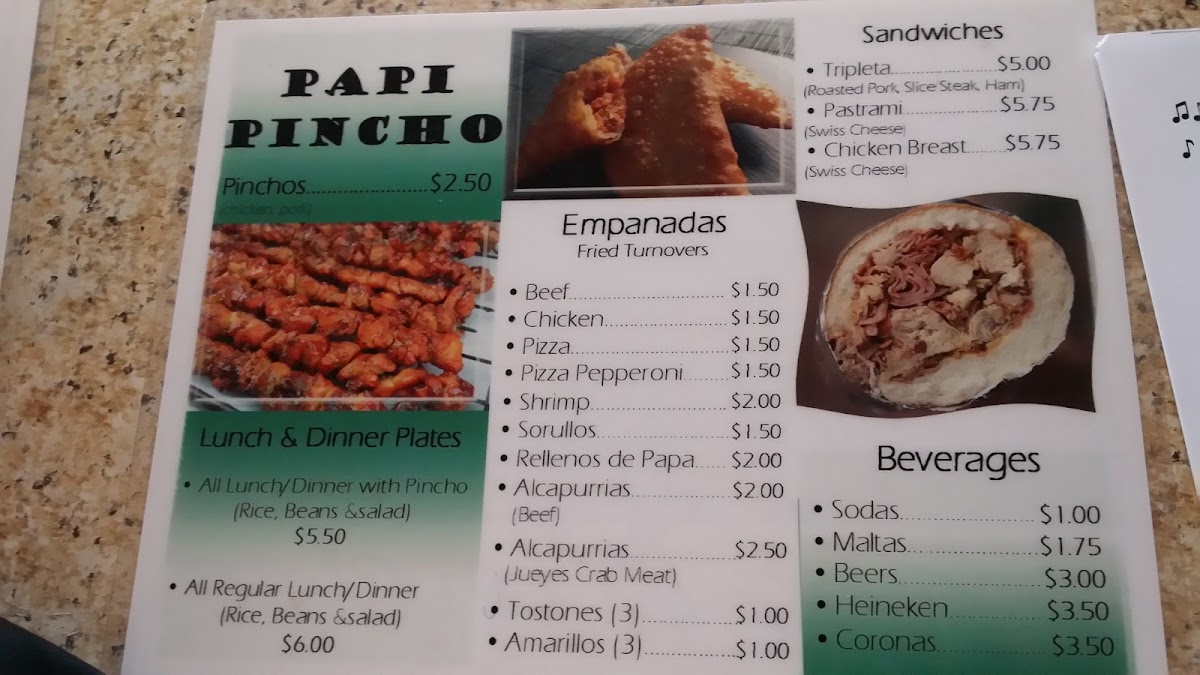 PAPI
PINCHO
Pinchos..........................$2.50
(chicken, pork)
Lunch & Dinner Plates
• All Lunch/Dinner with Pincho
(Rice, Beans &salad)
$5.50
• All Regular Lunch/Dinner
(Rice, Beans &salad)
$6.00
Empanadas
Fried Turnovers
• Beef............................... $1.50
• Chicken......................... $1.50
• Pizza............................... $1.50
• Pizza Pepperoni......... $1.50
• Shrimp........................... $2.00
• Sorullos.......................... $1.50
• Rellenos de Papa...... $2.00
• Alcapurrias.................... $2.00
(Beef)
• Alcapurrias.....................$2.50
(Jueyes Crab Meat)
• Tostones (3)..................$1.00
• Amarillos (3)..................$1.00
Sandwiches
• Tripleta.......................$5.00
(Roasted Pork, Slice Steak, Ham)
• Pastrami.....................$5.75
(Swiss Cheese)
• Chicken Breast........$5.75
(Swiss Cheese)
Beverages
• Sodas....................... $1.00
• Maltas.......................$1.75
• Beers.........................$3.00
• Heineken................ $3.50
• Coronas................... $3.50